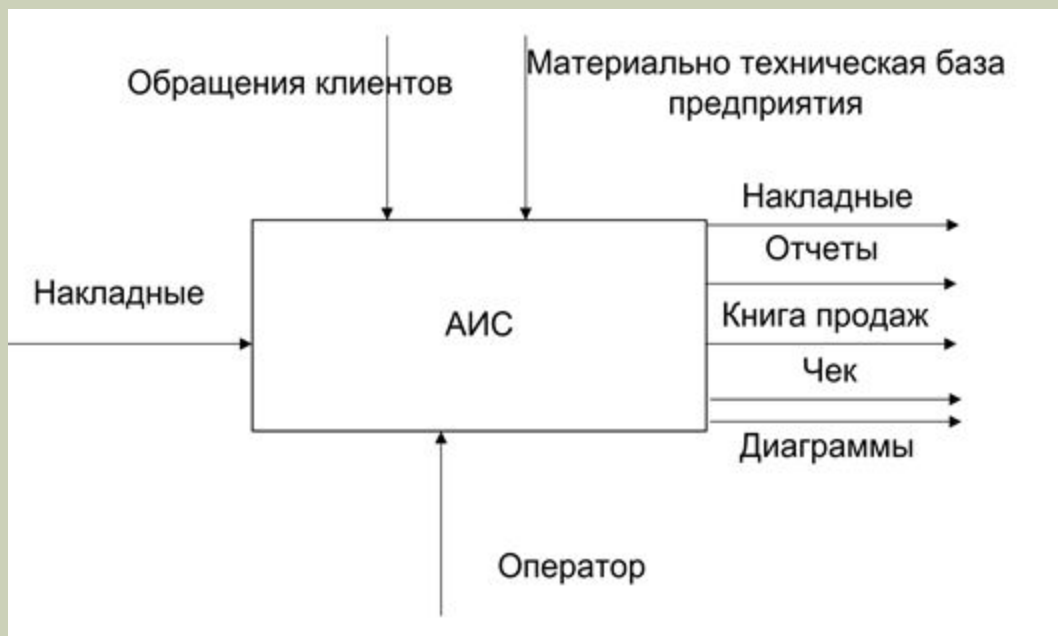 Обращения клиентов
Материально техническая база
предприятия
Накладные
Отчеты
Накладные
Книга продаж
АИС
Чек
Диаграммы
Оператор